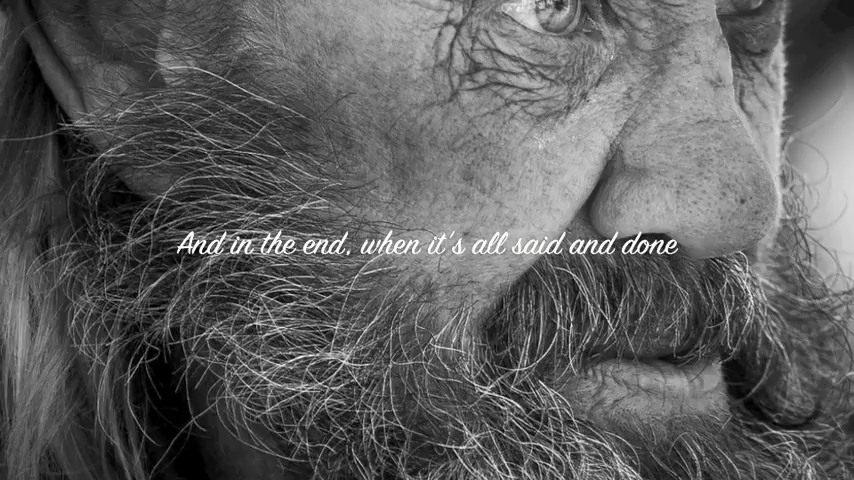 And in the end, when it's all said and done